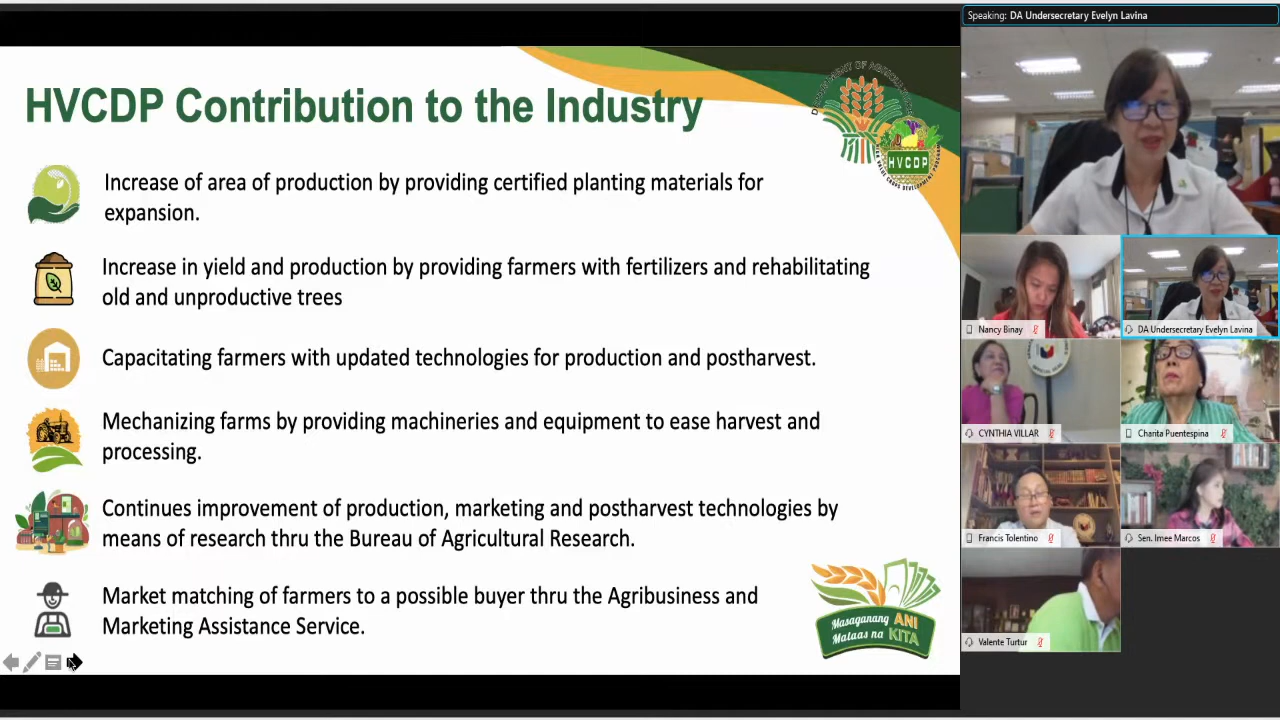 Speaking: DA Undersecretary Evelyn Lavina
HVCDP Contribution to the Industry
DEPARTMENT OF AGRICULTURE
HVCDP
Increase of area of production by providing certified planting materials for
expansion.
Increase in yield and production by providing farmers with fertilizers and rehabilitating
old and unproductive trees
Capacitating farmers with updated technologies for production and postharvest.
Mechanizing farms by providing machineries and equipment to ease harvest and
processing.
Continues improvement of production, marketing and postharvest technologies by
means of research thru the Bureau of Agricultural Research.
Market matching of farmers to a possible buyer thru the Agribusiness and
Marketing Assistance Service.
Masaganang ANI
Mataas na KITA
Nancy Binay
DA Undersecretary Evelyn Lavina
CYNTHIA VILLAR
Charita Puentespina
Francis Tolentino
Sen. Imee Marcos
Valente Turtur